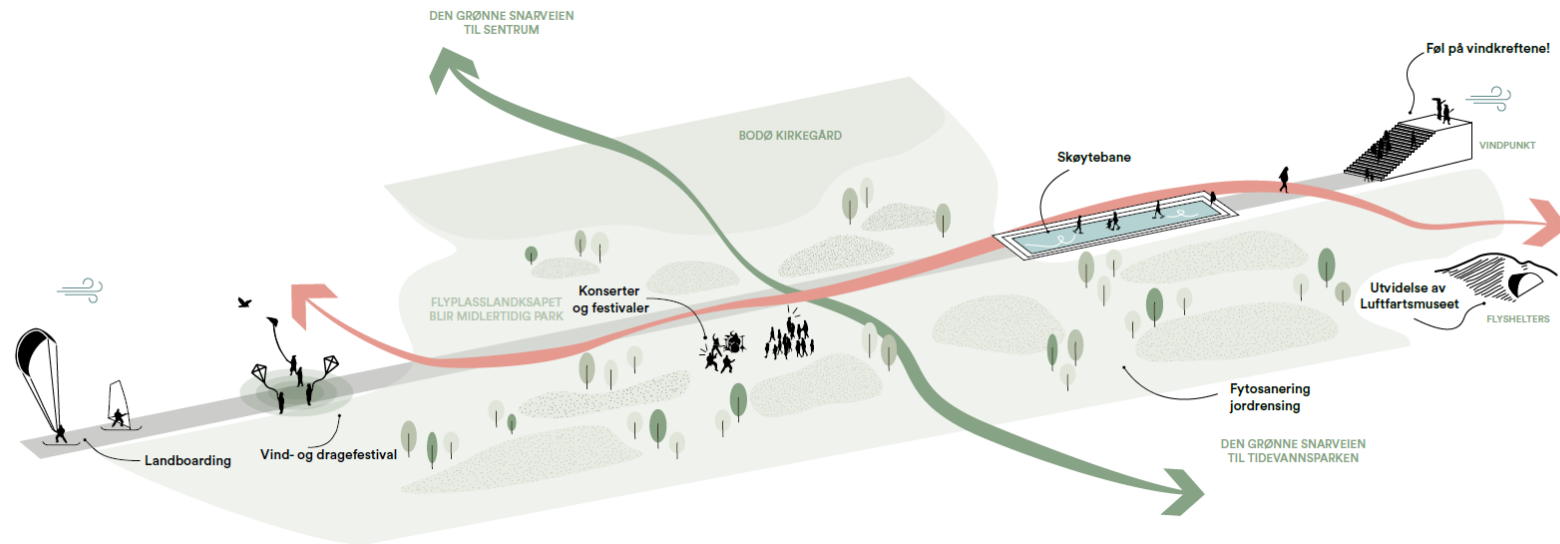 DEN GRØNNE SNARVEIEN
TIL SENTRUM
Føl på vindkreftene!
BODØ KIRKEGÅRD
VINDPUNKT
Skøytebane
FLYPLASSLANDKSAPET
BLIR MIDLERTIDIG PARK
Konserter
og festivaler
Utvidelse av
Luftfartsmuseet
FLYSHELTERS
Fytosanering
jordrensing
Landboarding
Vind- og dragefestival
DEN GRØNNE SNARVEIEN
TIL TIDEVANNSPARKEN